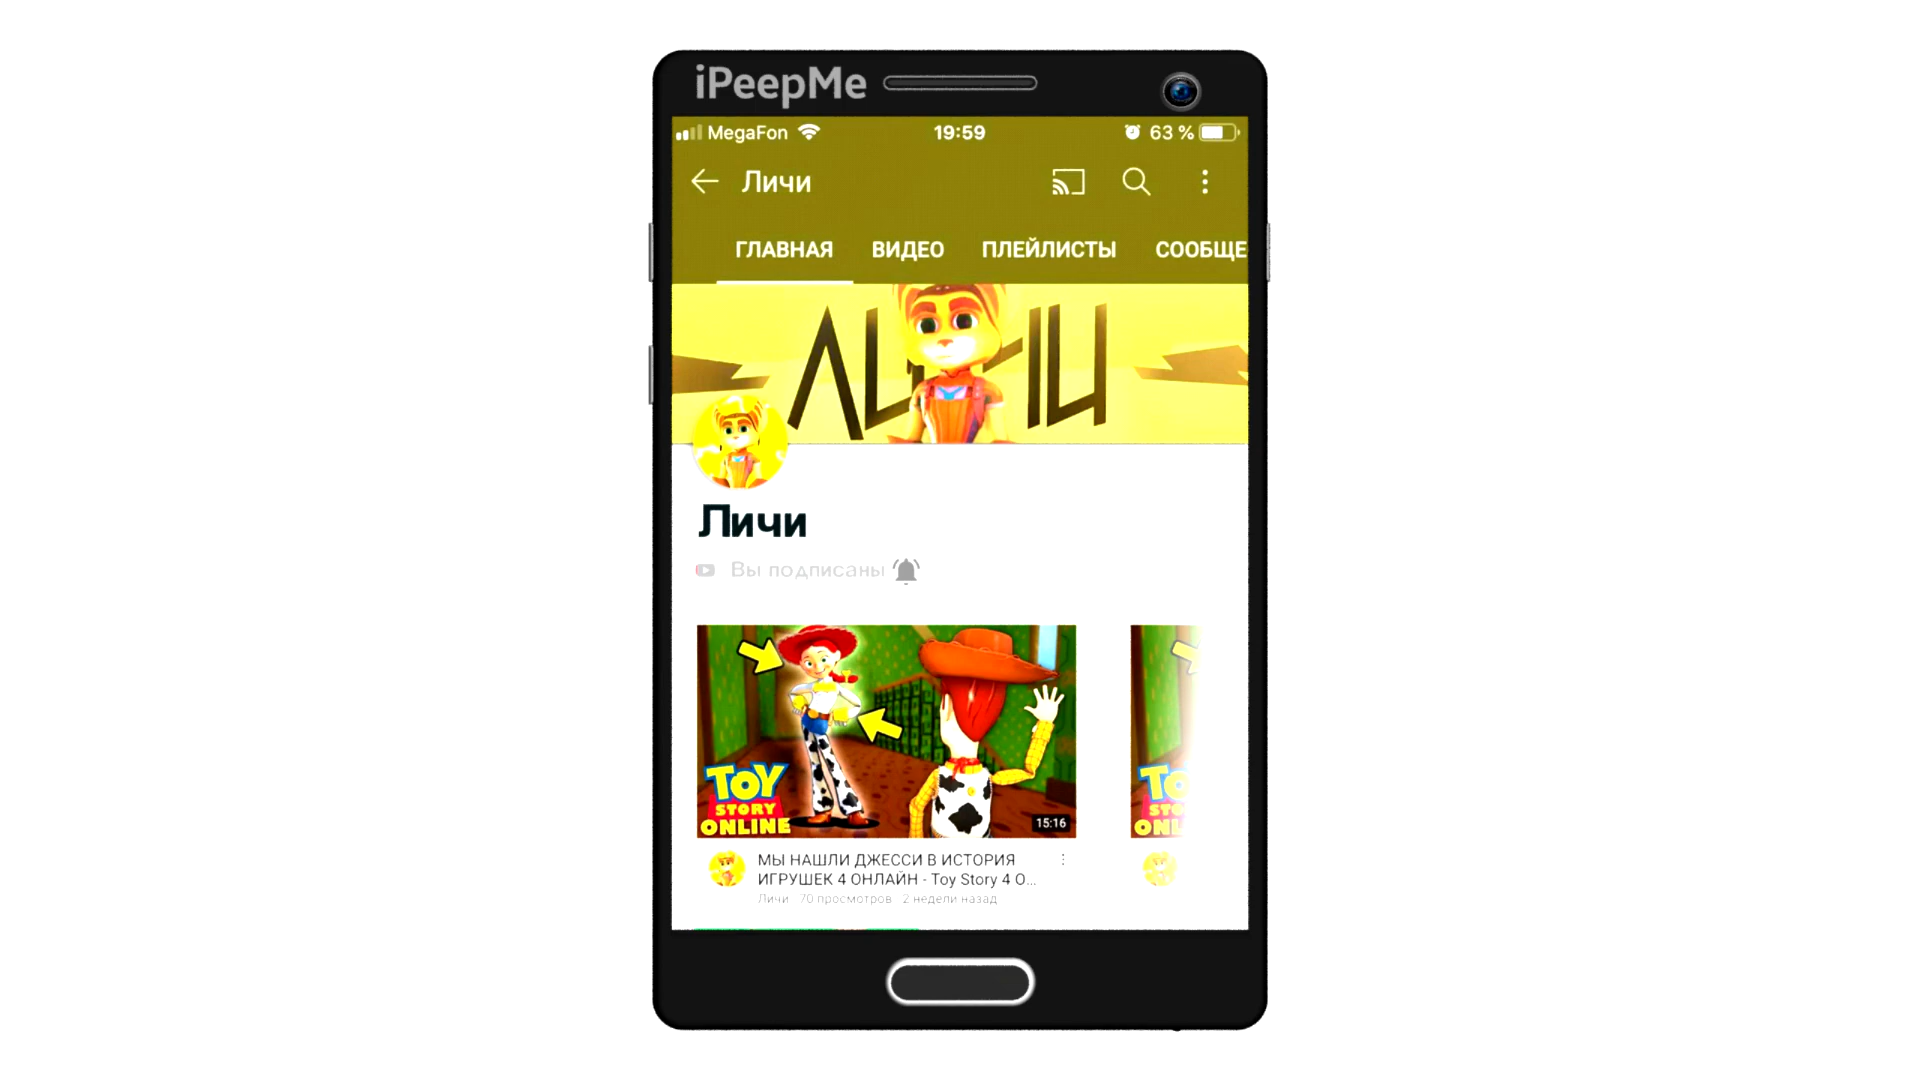 iPeepMe
MegaFon 19:59 63 %
Личи
ГЛАВНАЯ ВИДЕО ПЛЕЙЛИСТЫ СООБЩЕ
Личи
Вы подписаны
TOY
STORY
ONLINE
15:16
МЫ НАШЛИ ДЖЕССИ В ИСТОРИЯ
ИГРУШЕК 4 ОНЛАЙН - Toy Story 4 O...
Личи 70 просмотров 2 недели назад